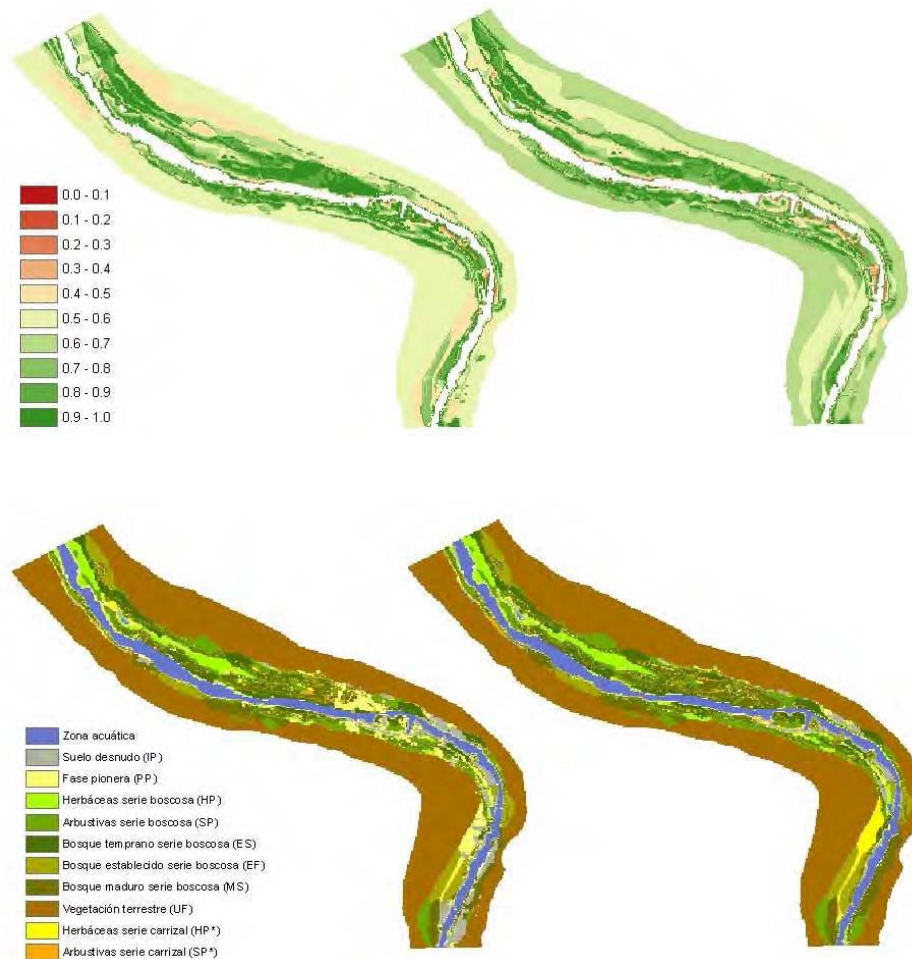 0.0 - 0.1
0.1 - 0.2
0.2 - 0.3
0.3 - 0.4
0.4 - 0.5
0.5 - 0.6
0.6 - 0.7
0.7 - 0.8
0.8 - 0.9
0.9 - 1.0
Zona acuática
Suelo desnudo (IP)
Fase pionera (PP)
Herbáceas serie boscosa (HP)
Arbustivas serie boscosa (SP)
Bosque temprano serie boscosa (ES)
Bosque establecido serie boscosa (EF)
Bosque maduro serie boscosa (MS)
Vegetación terrestre (UF)
Herbáceas serie carrizal (HP*)
Arbustivas serie carrizal (SP*)